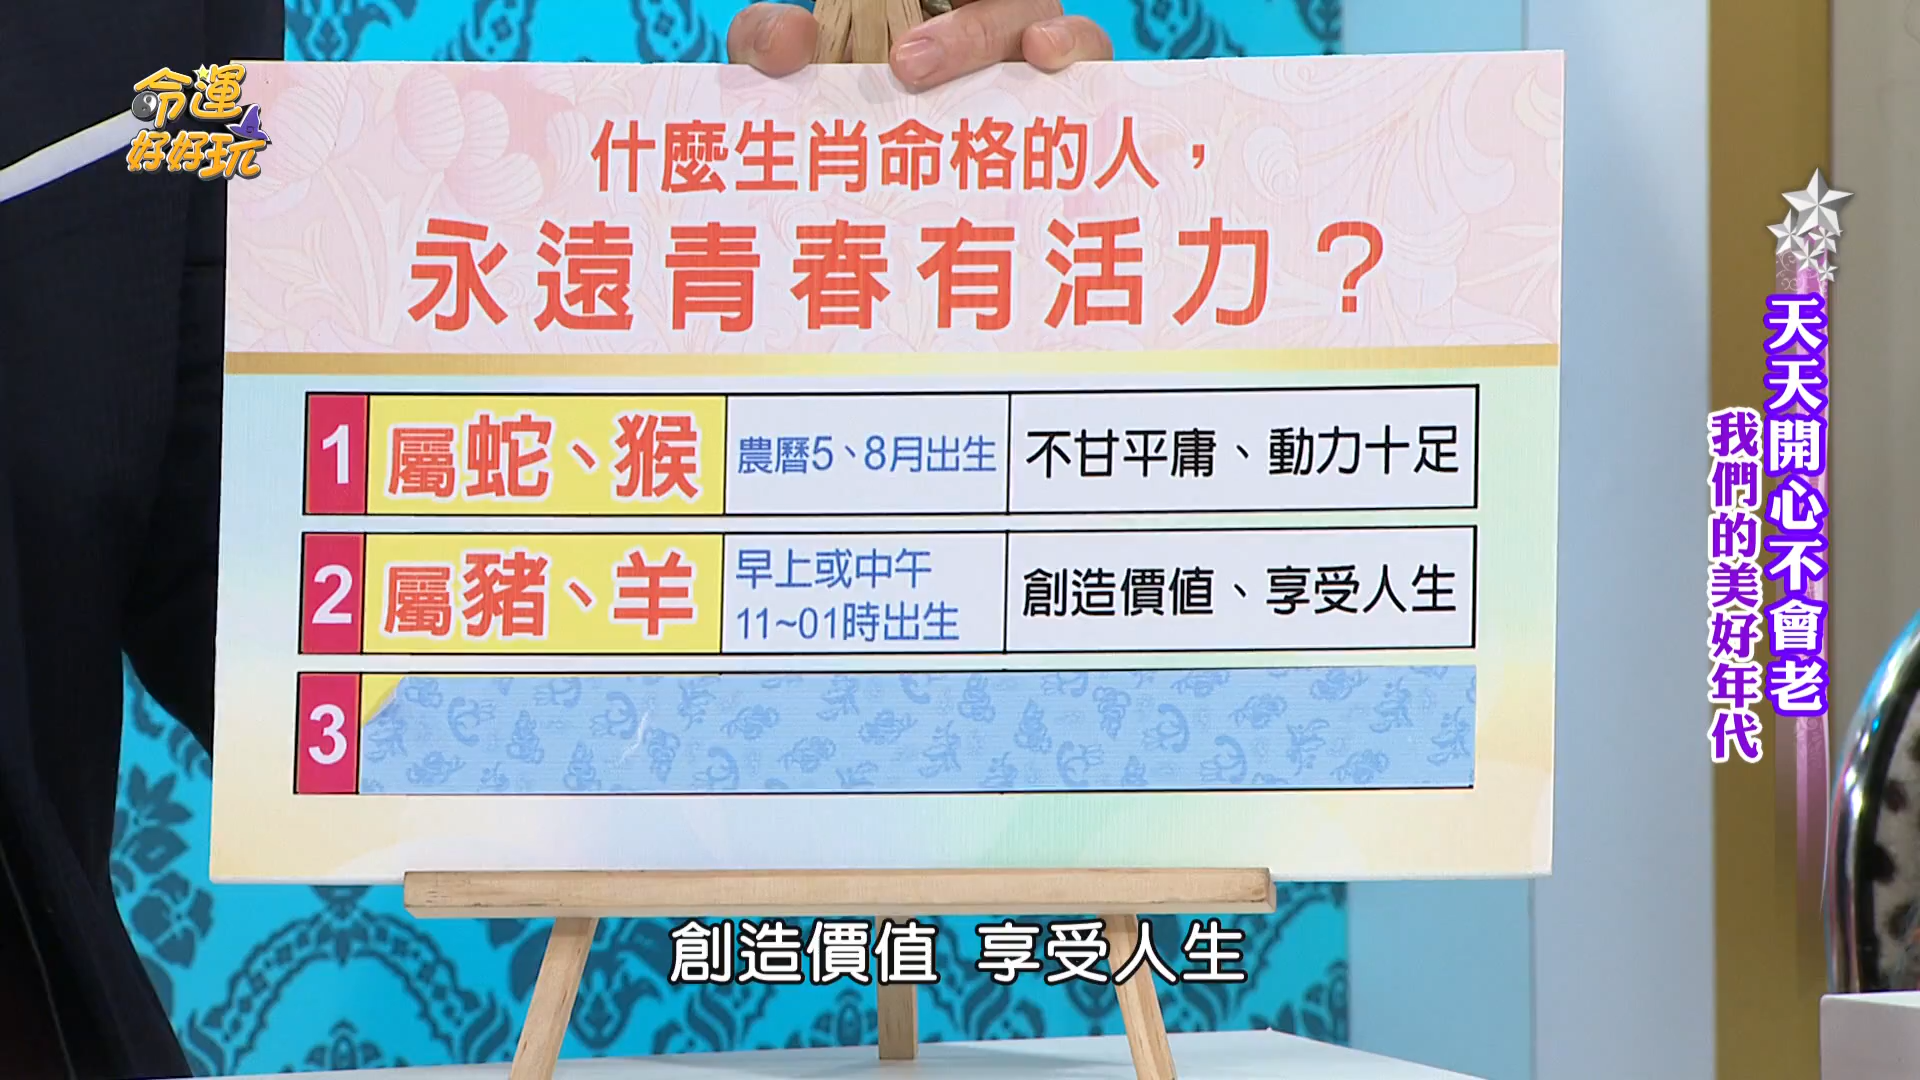 命運
好好玩
什麼生肖命格的人，
永遠青春有活力？
1 屬蛇、猴 農曆5、8月出生 不甘平庸、動力十足
2 屬豬、羊 早上或中午 創造價值、享受人生
11~01時出生
3
天天開心不會老
我們的美好年代
創造價值 享受人生